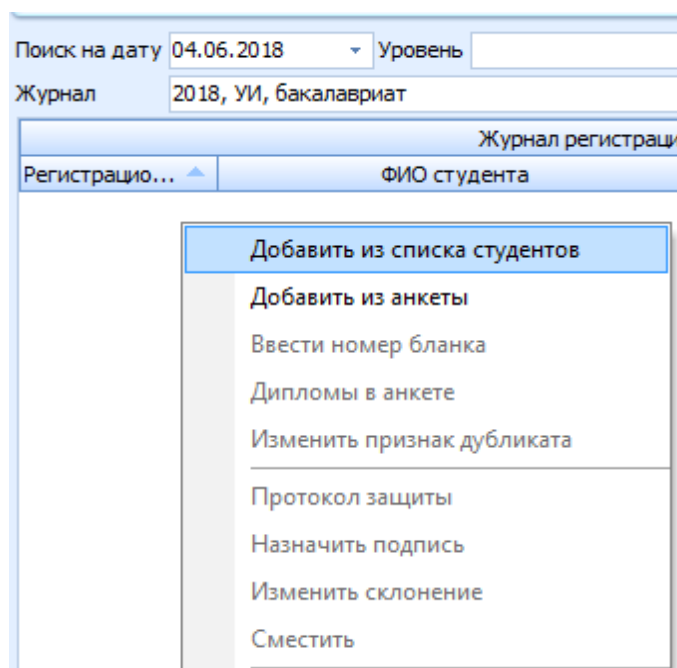 Поиск на дату 04.06.2018 Уровень
Журнал 2018, УИ, бакалавриат
Журнал регистраци
Регистрацио... ФИО студента
Добавить из списка студентов
Добавить из анкеты
Ввести номер бланка
Дипломы в анкете
Изменить признак дубликата
Протокол защиты
Назначить подпись
Изменить склонение
Сместить